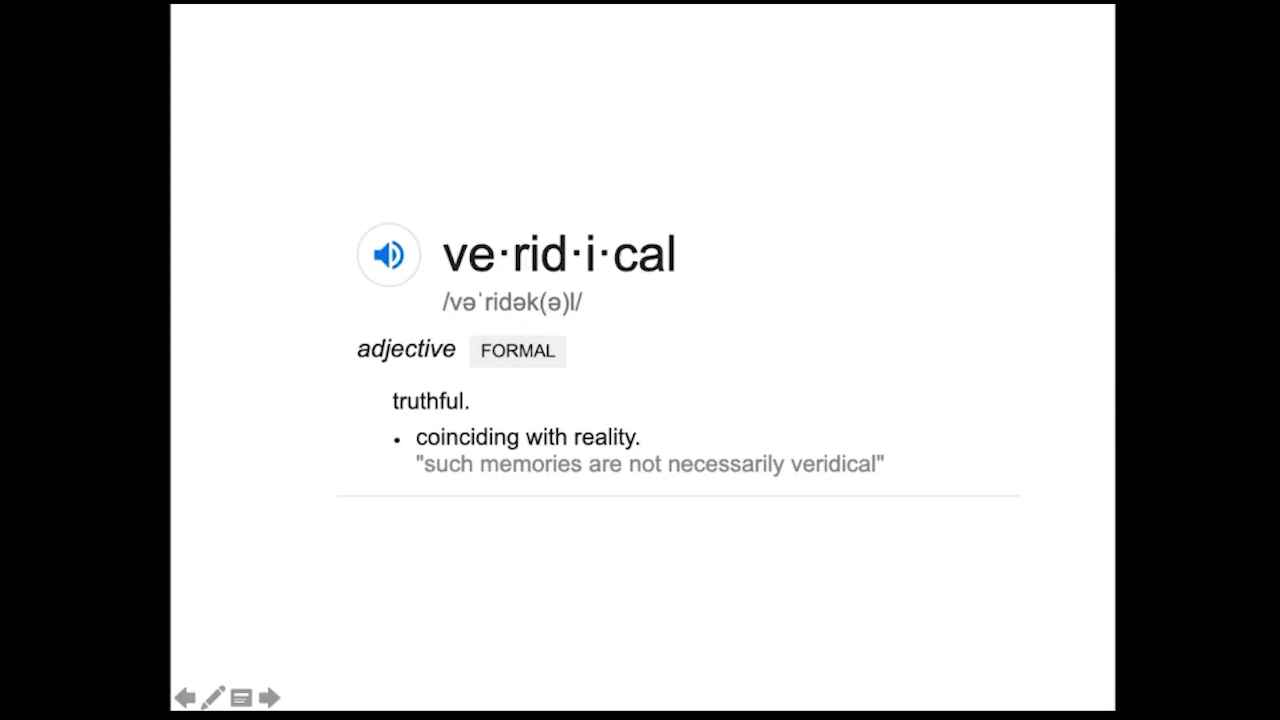 ve·rid·i·cal
/vəˈridək(ə)l/
adjective FORMAL
truthful.
• coinciding with reality.
"such memories are not necessarily veridical"